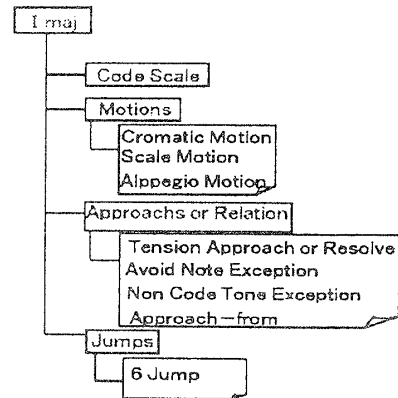 I maj
Code Scale
Motions
Cromatic Motion
Scale Motion
Alppegio Motion
Approachs or Relation
Tension Approach or Resolve
Avoid Note Exception
Non Code Tone Exception
Approach-from
Jumps
6 Jump